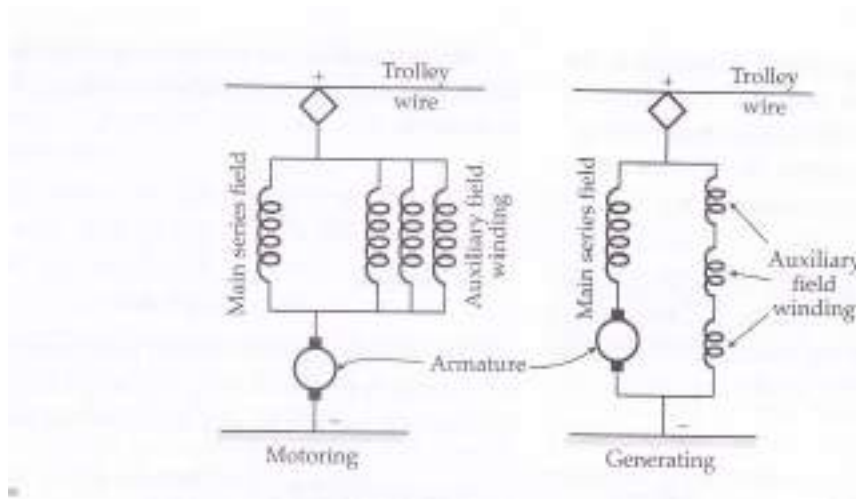 + Trolley
wire
Main series field
Auxiliary field
winding
Armature
−
Motoring
+ Trolley
wire
Main series field
Auxiliary
field
winding
−
Generating